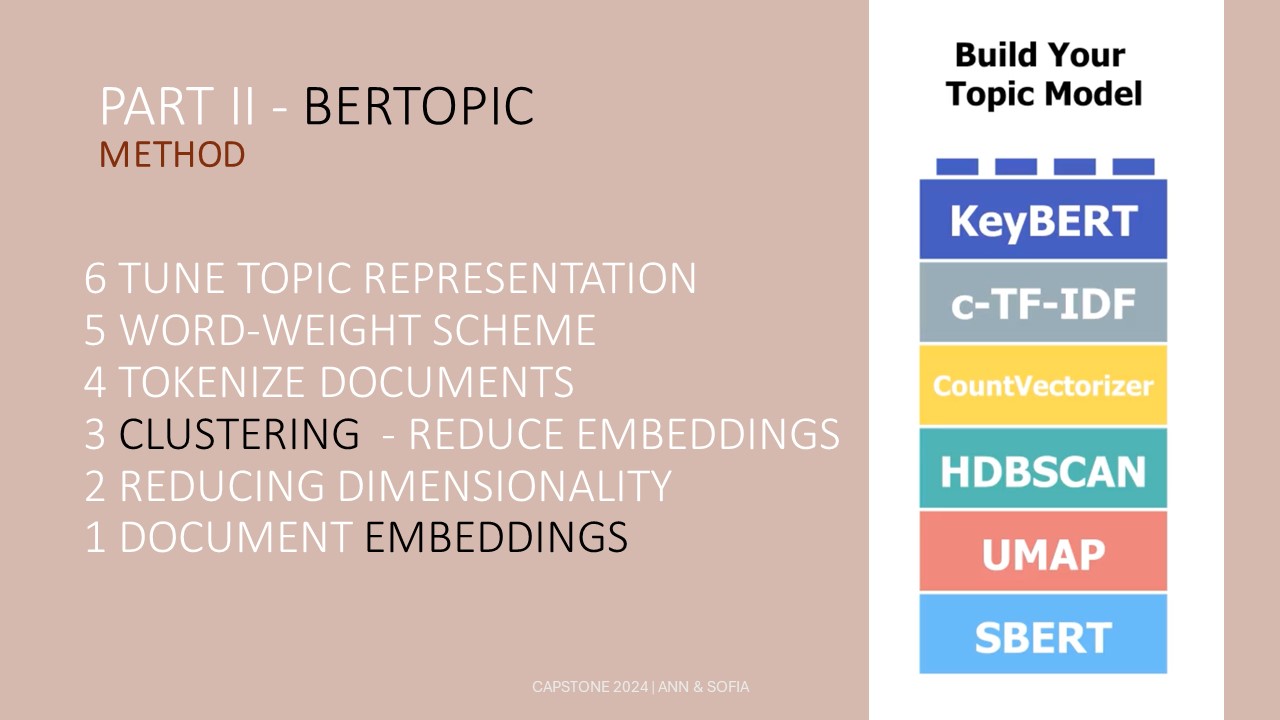 PART II - BERTOPIC
METHOD
6 TUNE TOPIC REPRESENTATION
5 WORD-WEIGHT SCHEME
4 TOKENIZE DOCUMENTS
3 CLUSTERING - REDUCE EMBEDDINGS
2 REDUCING DIMENSIONALITY
1 DOCUMENT EMBEDDINGS
CAPSTONE 2024 | ANN & SOFIA
Build Your
Topic Model
KeyBERT
c-TF-IDF
CountVectorizer
HDBSCAN
UMAP
SBERT